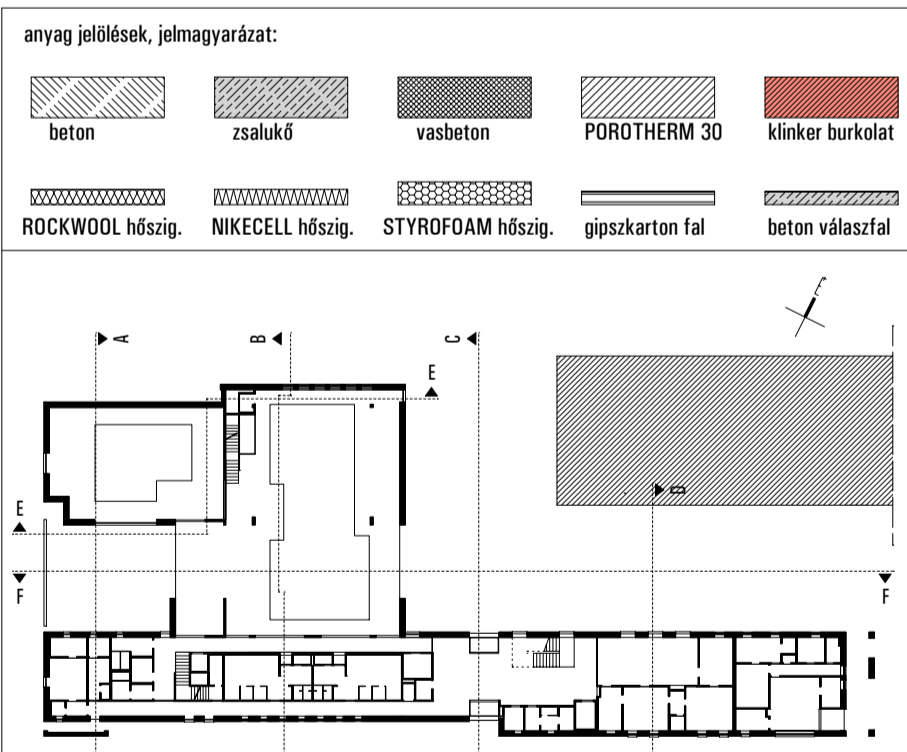 anyag jelölések, jelmagyarázat:
beton zsalukő vasbeton POROTHERM 30 klinker burkolat
ROCKWOOL hőszig. NIKECELL hőszig. STYROFOAM hőszig. gipszkarton fal beton válaszfal
A B C
E
D
E
F F